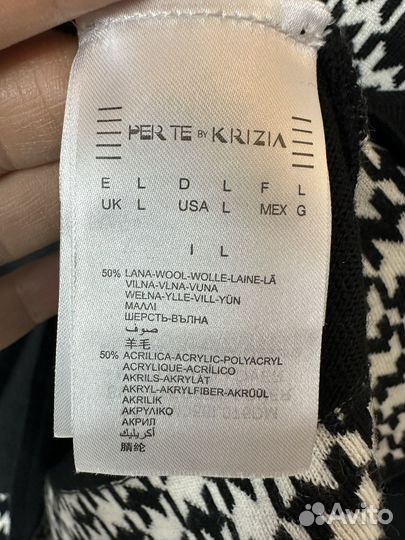 PER TE BY KRIZIA
E L D L F L
UK L USA L MEX G
I L
50% LANA-WOOL-WOLLE-LAINE-LÃ
VILNA-VLNA-VUNA
WEŁNA-YLLE-VILL-YÜN
ΜΑΛΛΙ
ШЕРСТЬ-ВЪЛНА
صوف
羊毛
50% ACRILICA-ACRYLIC-POLYACRYL
ACRYLIQUE-ACRÍLICO
AKRILS-AKRYLÁT
AKRYL-AKRYLFIBER-AKRÜÜL
AKRILIK
ΑΚΡΥΛΙΚΟ
АКРИЛ
أكريليك
腈纶
Avito